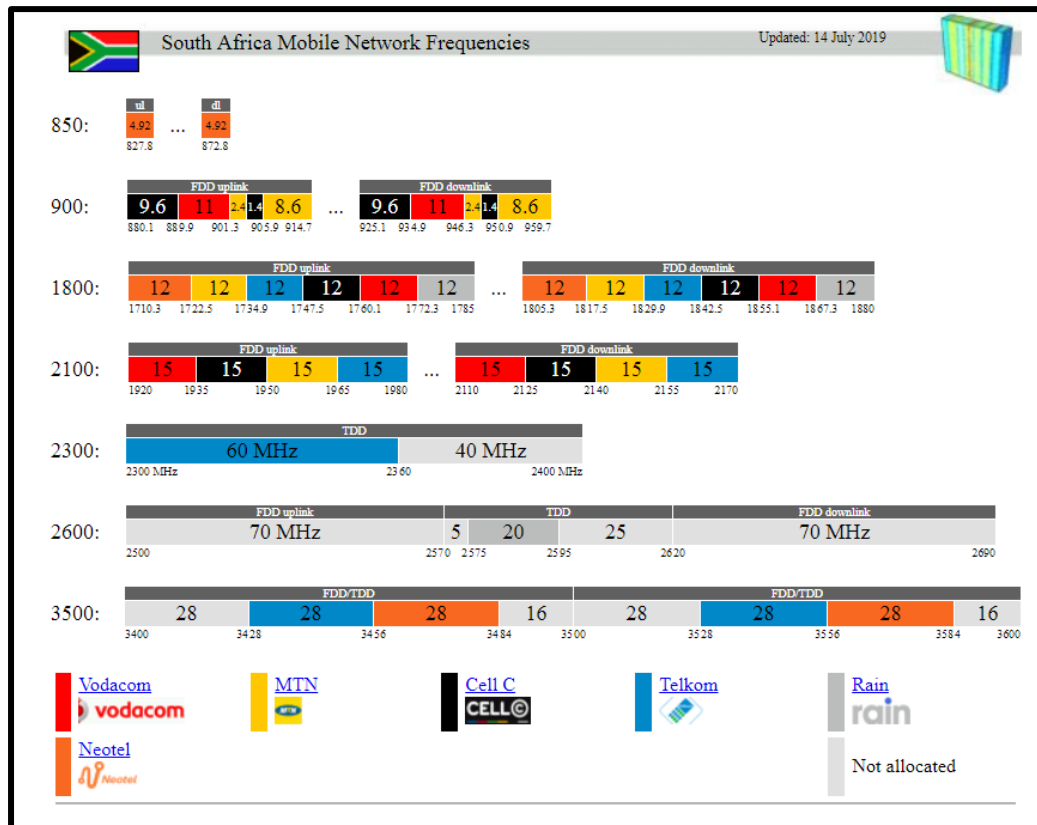 South Africa Mobile Network Frequencies
Updated: 14 July 2019
ul dl
850: 4.92 ... 4.92
827.8 872.8
FDD uplink FDD downlink
900: 9.6 11 2.4 1.4 8.6 ... 9.6 11 2.4 1.4 8.6
880.1 889.9 901.3 905.9 914.7 925.1 934.9 946.3 950.9 959.7
FDD uplink FDD downlink
1800: 12 12 12 12 12 12 ... 12 12 12 12 12 12
1710.3 1722.5 1734.9 1747.5 1760.1 1772.3 1785 1805.3 1817.5 1829.9 1842.5 1855.1 1867.3 1880
FDD uplink FDD downlink
2100: 15 15 15 15 ... 15 15 15 15
1920 1935 1950 1965 1980 2110 2125 2140 2155 2170
TDD
2300: 60 MHz 40 MHz
2300 MHz 2360 2400 MHz
FDD uplink TDD FDD downlink
2600: 70 MHz 5 20 25 70 MHz
2500 2570 2575 2595 2620 2690
FDD/TDD FDD/TDD
3500: 28 28 28 16 28 28 28 16
3400 3428 3456 3484 3500 3528 3556 3584 3600
Vodacom MTN Cell C Telkom Rain
vodacom MTN CELL© rain
Neotel
Neotel
Not allocated